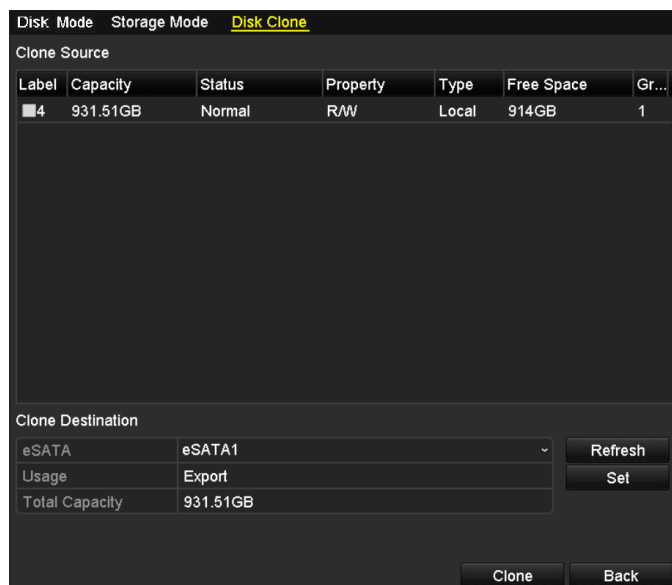 Disk Mode Storage Mode Disk Clone
Clone Source
Label Capacity Status Property Type Free Space Gr...
4 931.51GB Normal R/W Local 914GB 1
Clone Destination
eSATA eSATA1 Refresh
Usage Export Set
Total Capacity 931.51GB
Clone Back